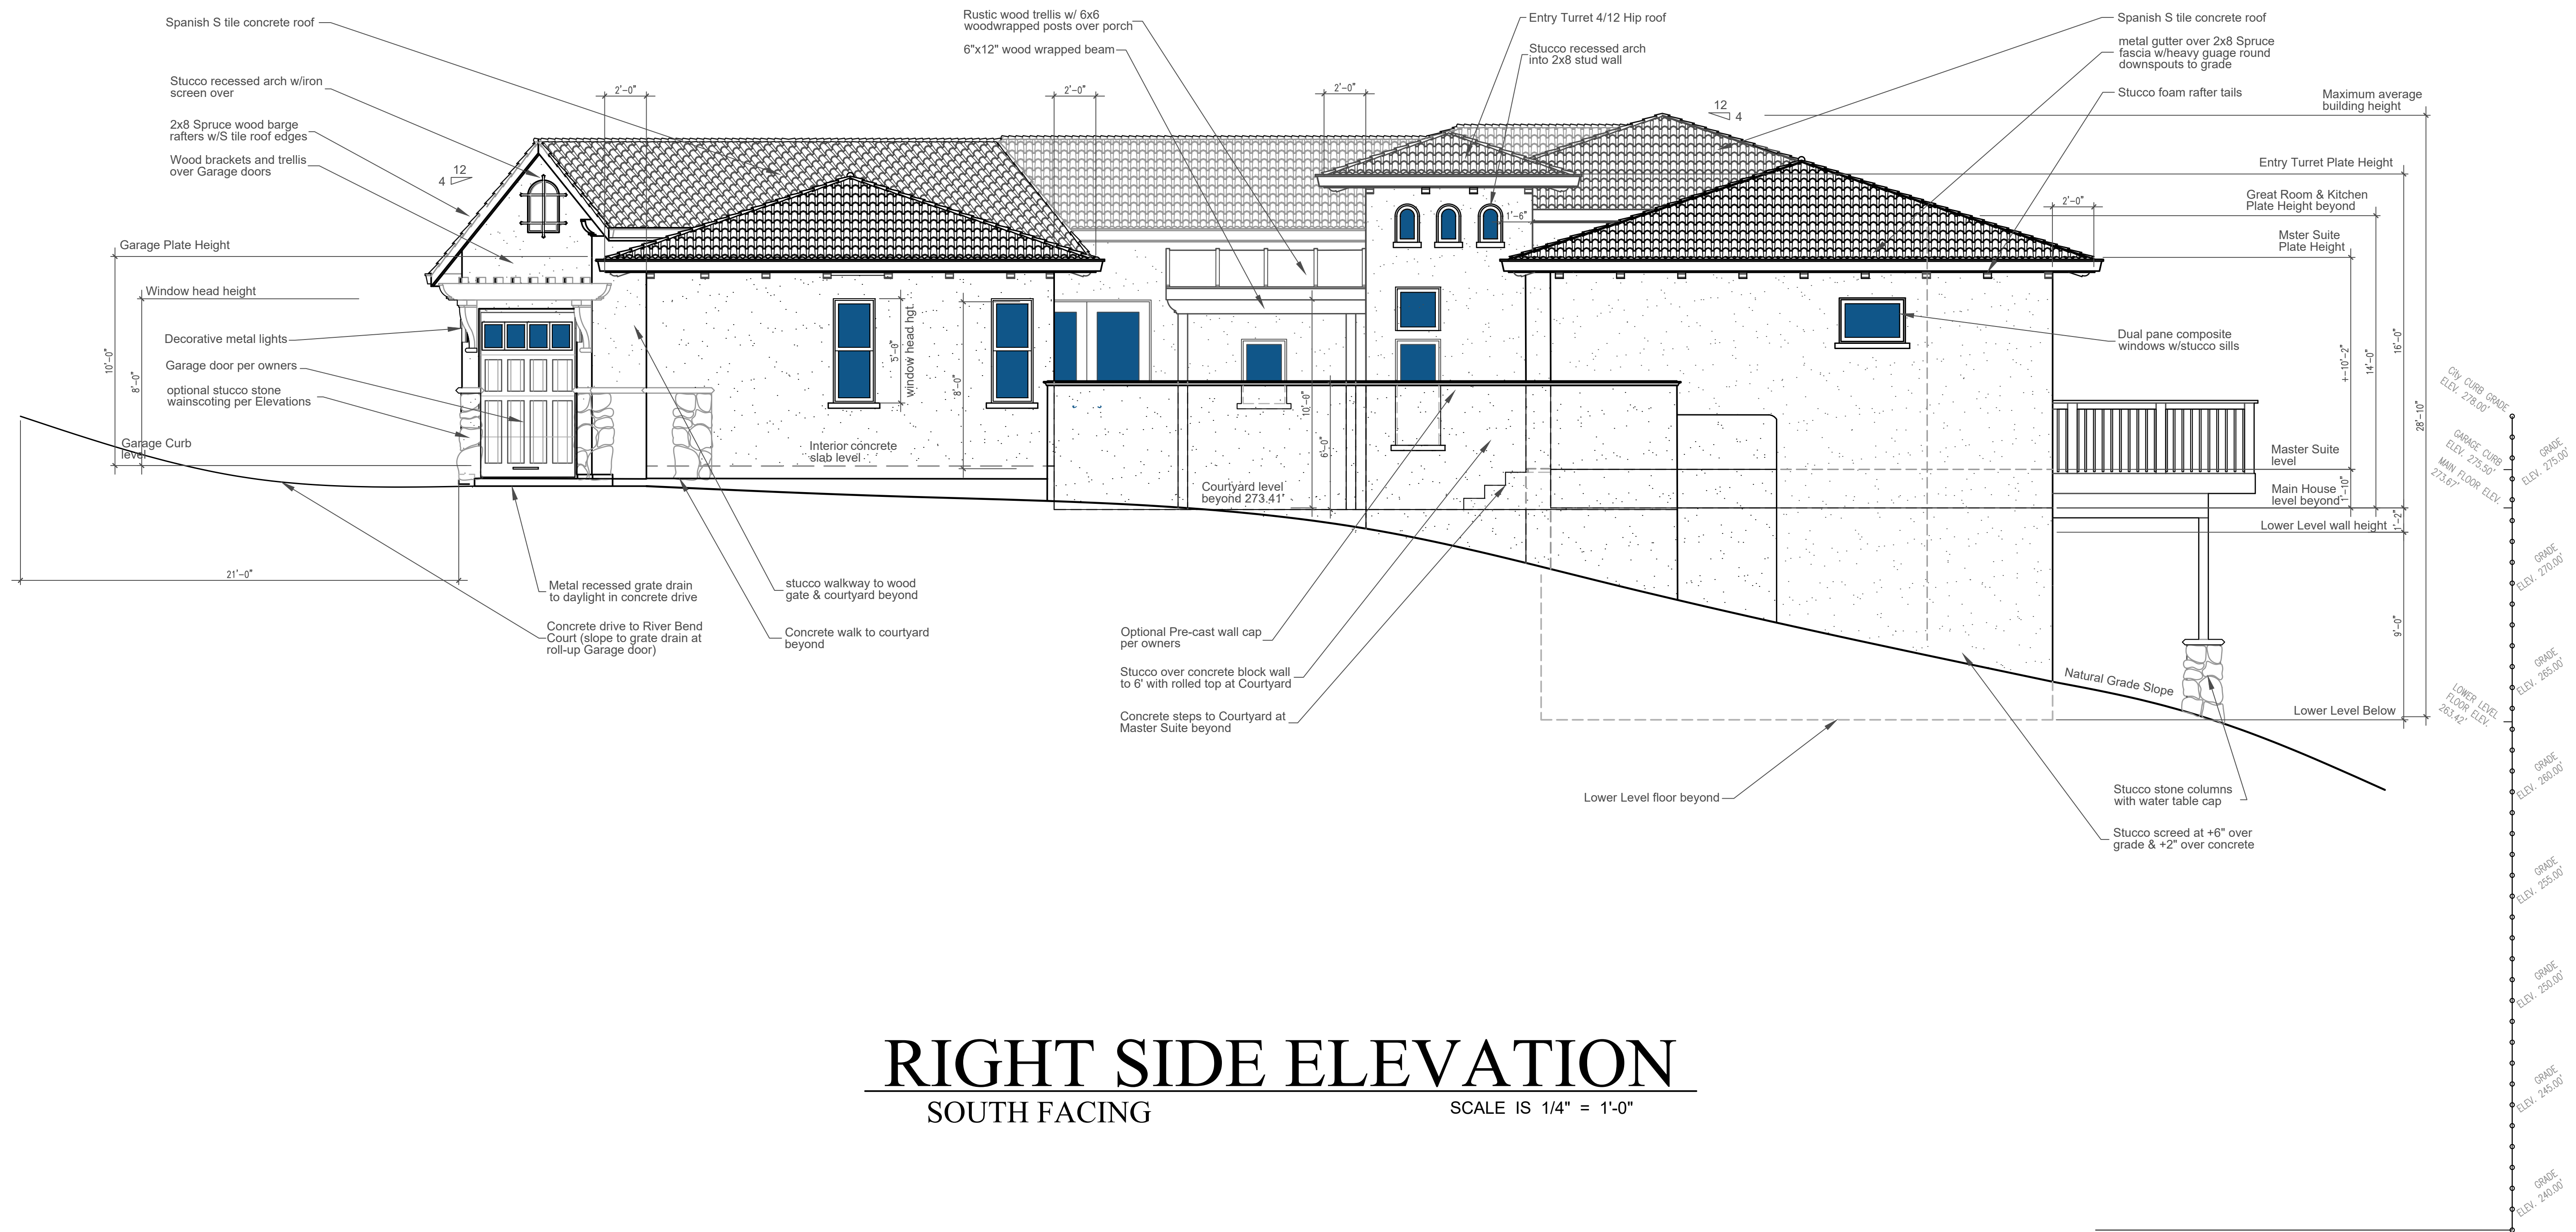 Spanish S tile concrete roof
Stucco recessed arch w/iron
screen over
2x8 Spruce wood barge
rafters w/S tile roof edges
Wood brackets and trellis
over Garage doors
12
4
Garage Plate Height
Window head height
Decorative metal lights
Garage door per owners
optional stucco stone
wainscoting per Elevations
Garage Curb
level
10'-0"
8'-0"
21'-0"
2'-0"
Rustic wood trellis w/ 6x6
woodwrapped posts over porch
6"x12" wood wrapped beam
2'-0"
2'-0"
Entry Turret 4/12 Hip roof
Stucco recessed arch
into 2x8 stud wall
12
4
1'-6"
5'-0"
window head hgt.
8'-0"
Interior concrete
slab level
10'-0"
6'-0"
Courtyard level
beyond 273.41'
Metal recessed grate drain
to daylight in concrete drive
Concrete drive to River Bend
Court (slope to grate drain at
roll-up Garage door)
stucco walkway to wood
gate & courtyard beyond
Concrete walk to courtyard
beyond
Optional Pre-cast wall cap
per owners
Stucco over concrete block wall
to 6' with rolled top at Courtyard
Concrete steps to Courtyard at
Master Suite beyond
Lower Level floor beyond
Spanish S tile concrete roof
metal gutter over 2x8 Spruce
fascia w/heavy guage round
downspouts to grade
Stucco foam rafter tails
Maximum average
building height
Entry Turret Plate Height
Great Room & Kitchen
Plate Height beyond
2'-0"
Mster Suite
Plate Height
Dual pane composite
windows w/stucco sills
+-10'-2"
14'-0"
16'-0"
28'-10"
Master Suite
level
Main House
level beyond
1'-10"
1'-2"
Lower Level wall height
9'-0"
Natural Grade Slope
Lower Level Below
Stucco stone columns
with water table cap
Stucco screed at +6" over
grade & +2" over concrete
City CURB GRADE
ELEV. 278.00'
GARAGE CURB
ELEV. 275.50'
MAIN FLOOR ELEV.
273.67'
GRADE
ELEV. 275.00'
GRADE
ELEV. 270.00'
GRADE
ELEV. 265.00'
LOWER LEVEL
FLOOR ELEV.
263.42'
GRADE
ELEV. 260.00'
GRADE
ELEV. 255.00'
GRADE
ELEV. 250.00'
GRADE
ELEV. 245.00'
GRADE
ELEV. 240.00'
RIGHT SIDE ELEVATION
SOUTH FACING
SCALE IS 1/4" = 1'-0"